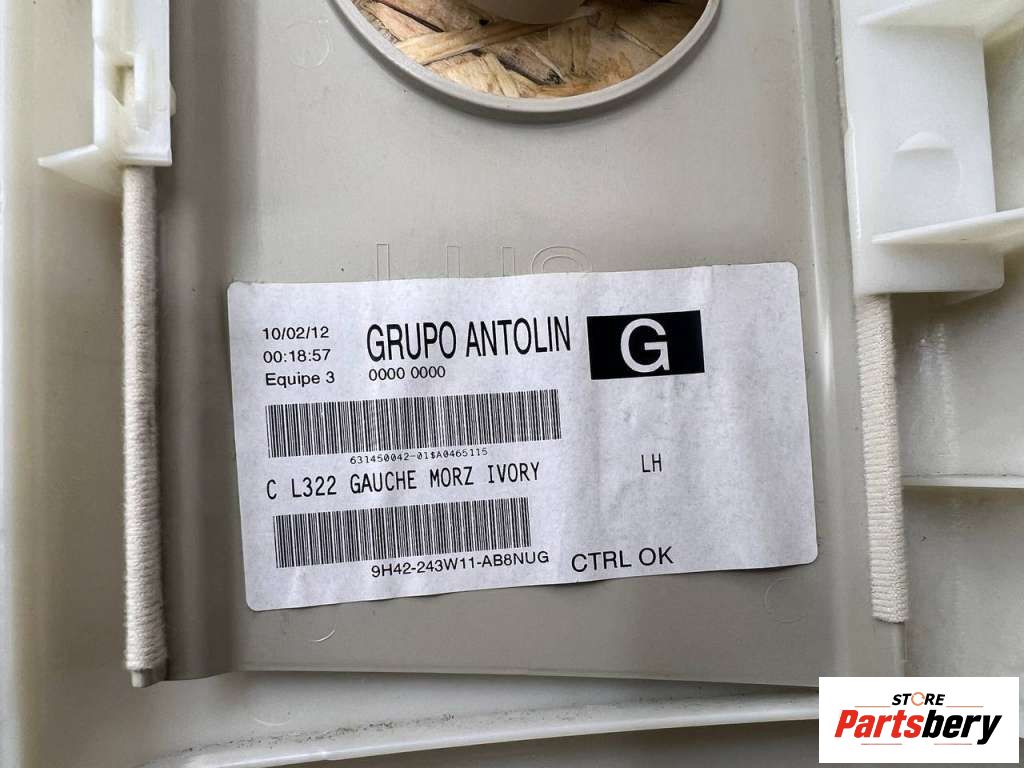 LHS
10/02/12 GRUPO ANTOLIN G
00:18:57
Equipe 3 0000 0000
631450042-01$A0465115
C L322 GAUCHE MORZ IVORY LH
9H42-243W11-AB8NUG CTRL OK
STORE
Partsbery